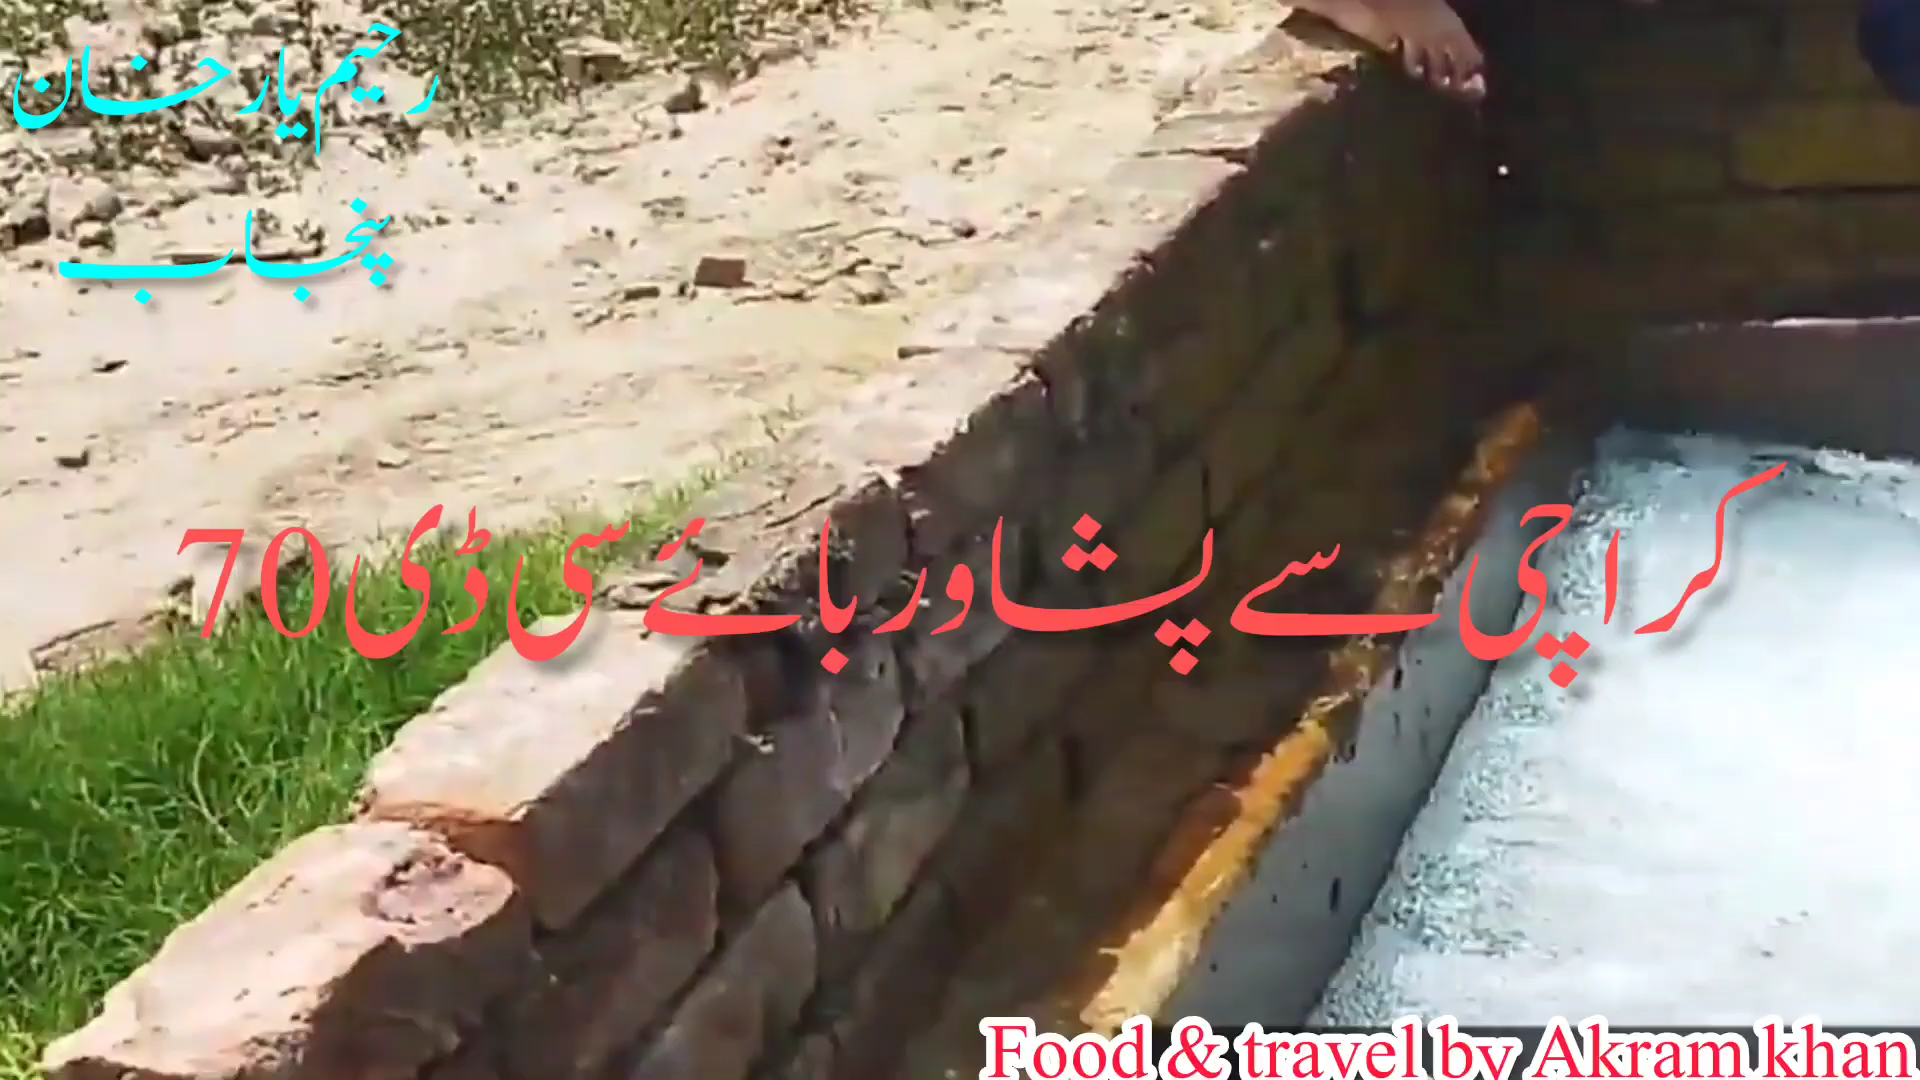 رحیم یار خان
پنجاب
کراچی سے پشاور بائے سی ڈی 70
Food & travel by Akram khan